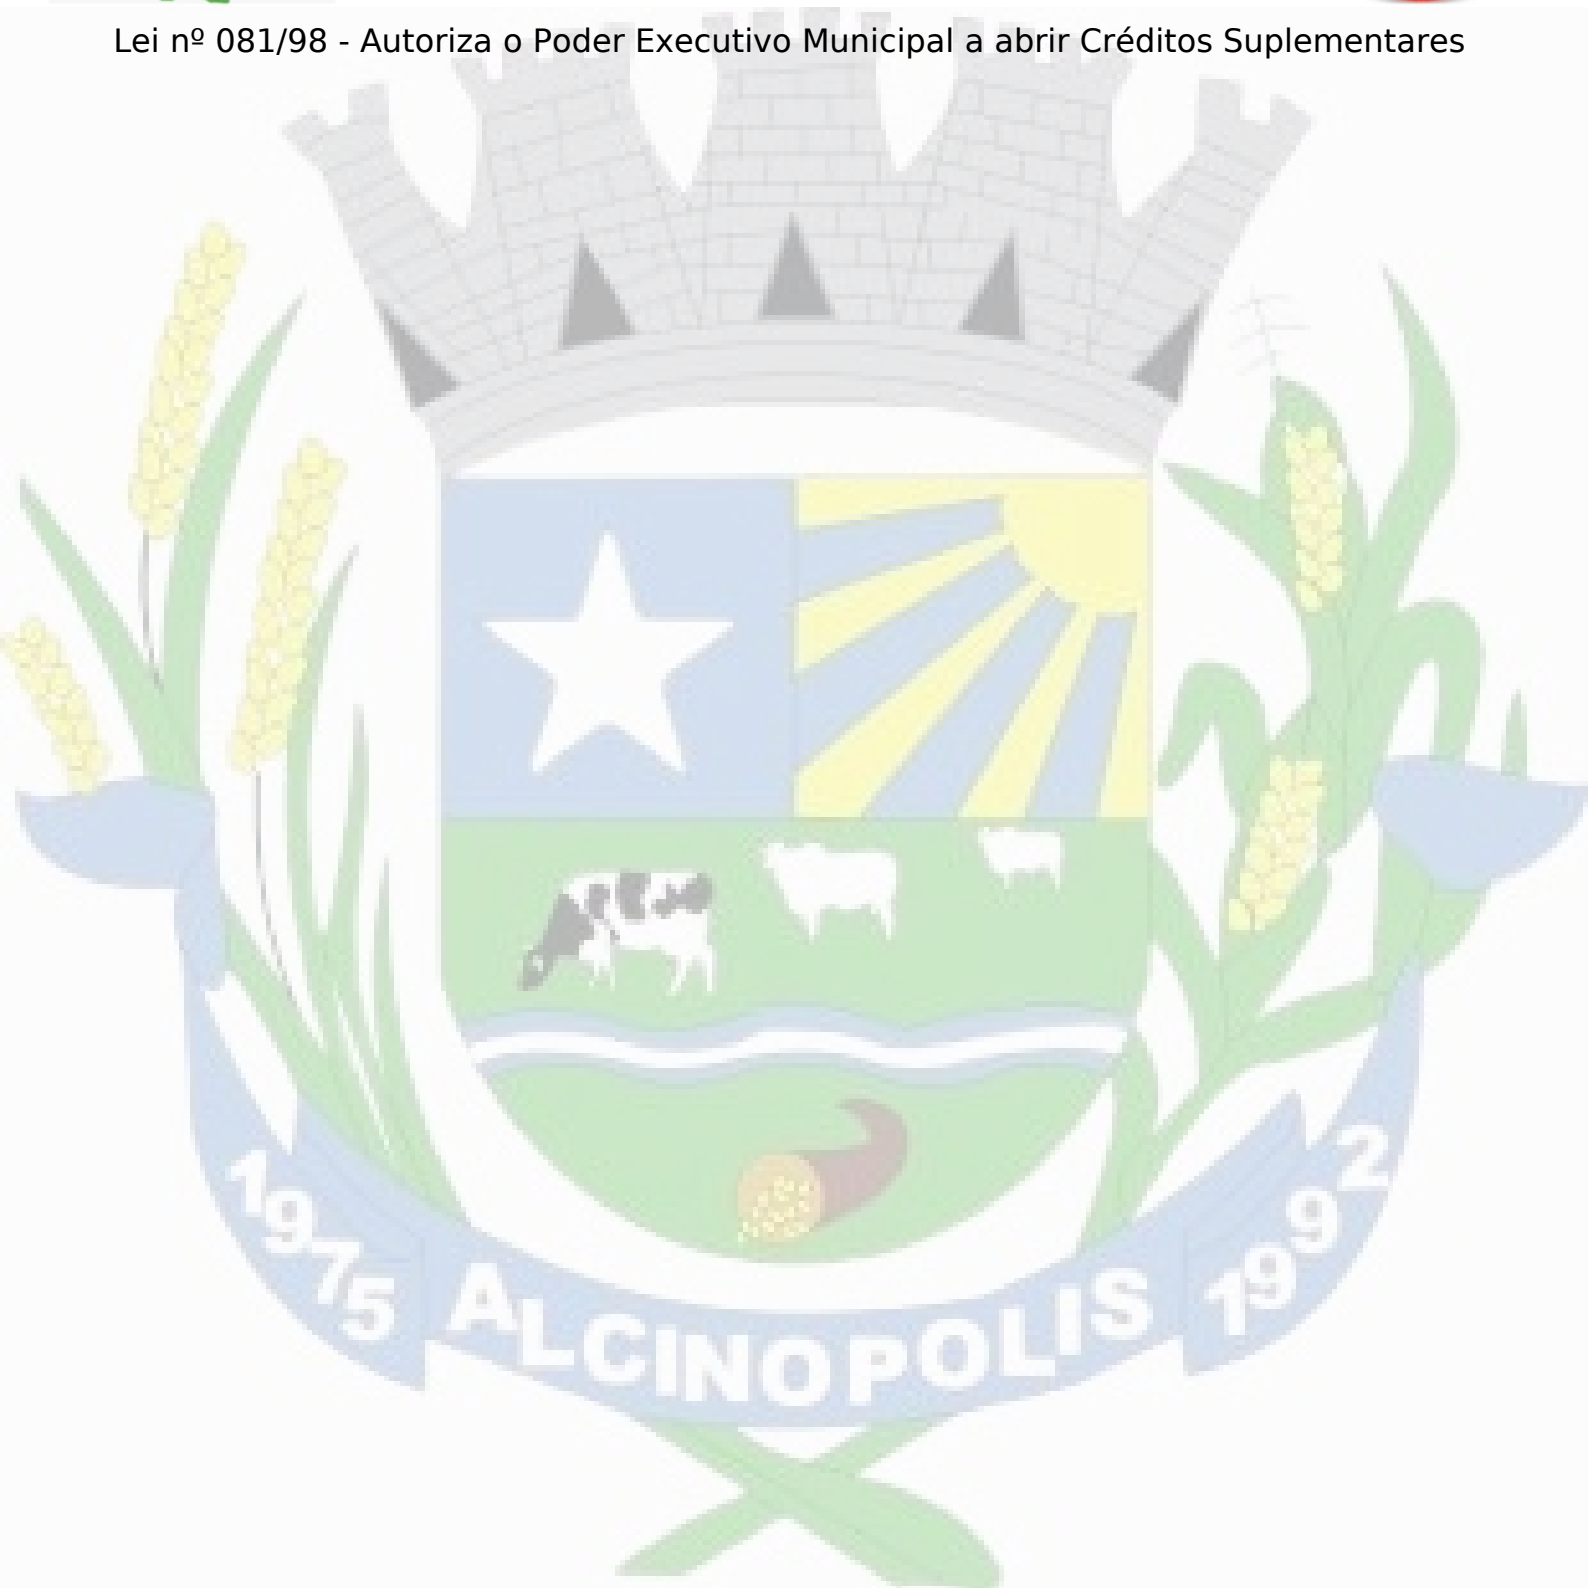 Lei nº 081/98 - Autoriza o Poder Executivo Municipal a abrir Créditos Suplementares
1975 ALCINOPOLIS 1992